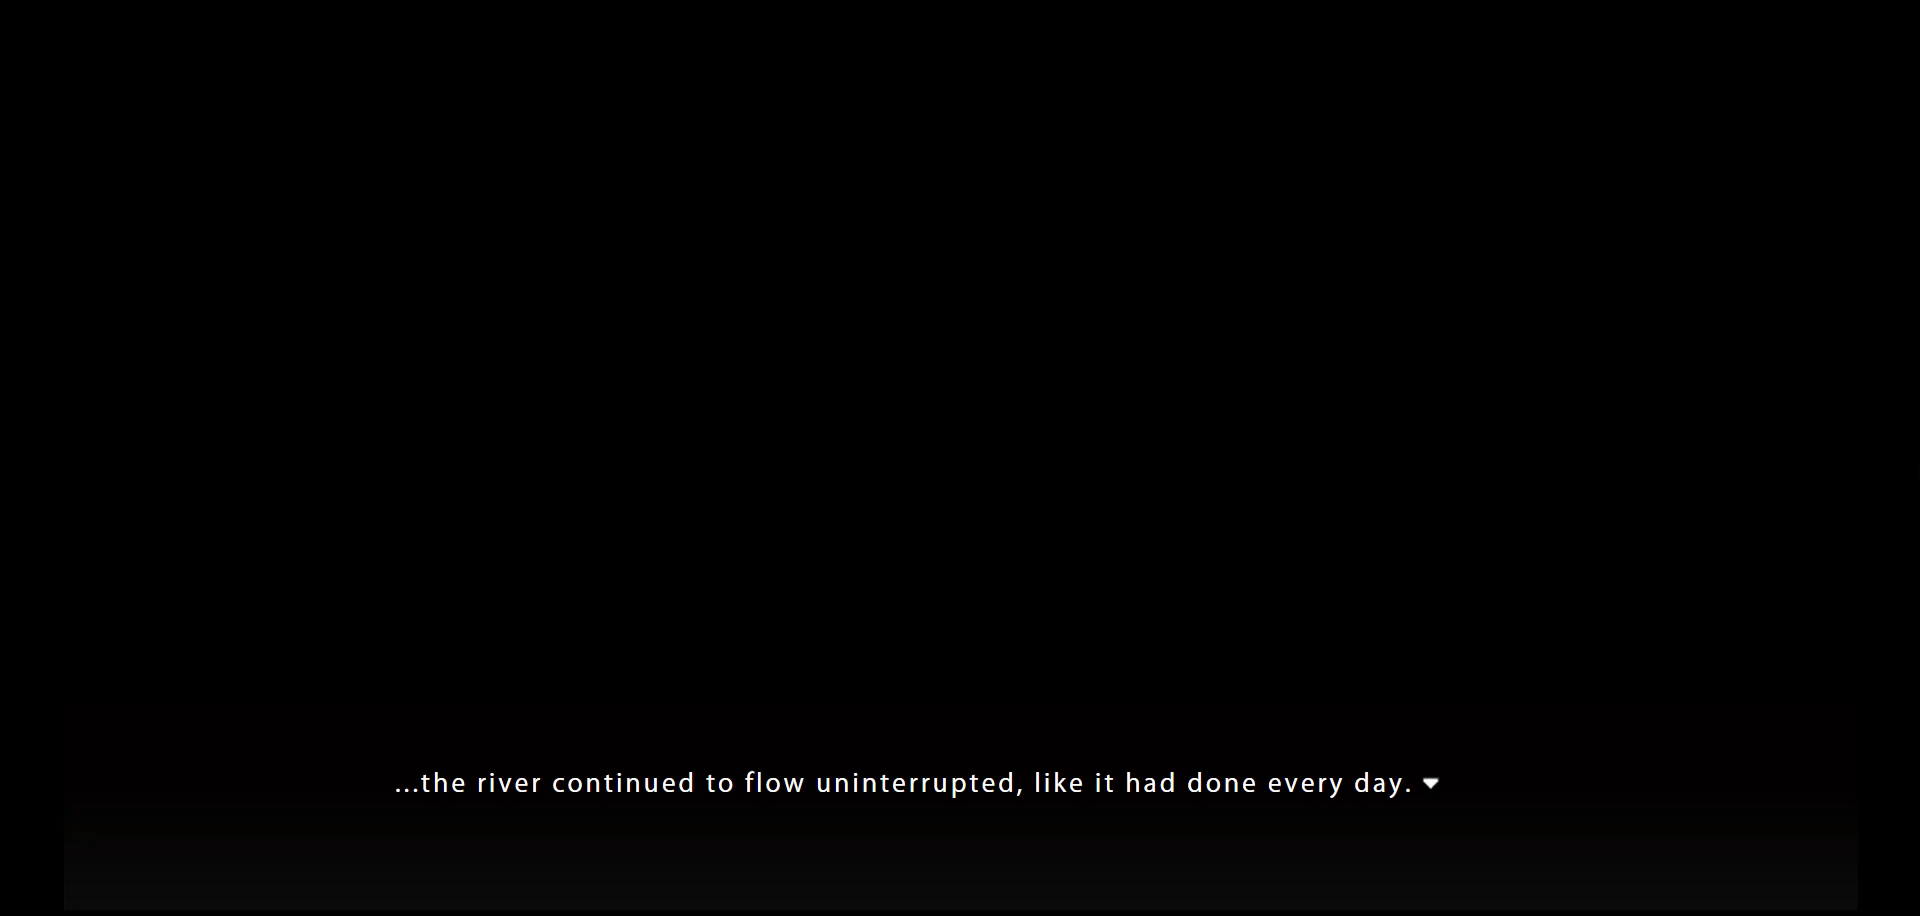 ...the river continued to flow uninterrupted, like it had done every day.